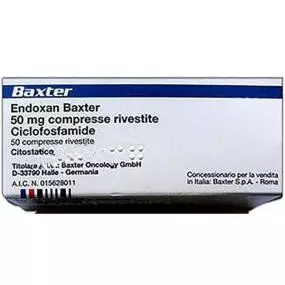 Baxter
Endoxan Baxter
50 mg compresse rivestite
Ciclofosfamide
50 compresse rivestite
Citostatico
Titolare A.I.C.: Baxter Oncology GmbH
D-33790 Halle - Germania
A.I.C. N. 015628011
Concessionario per la vendita
in Italia: Baxter S.p.A. - Roma